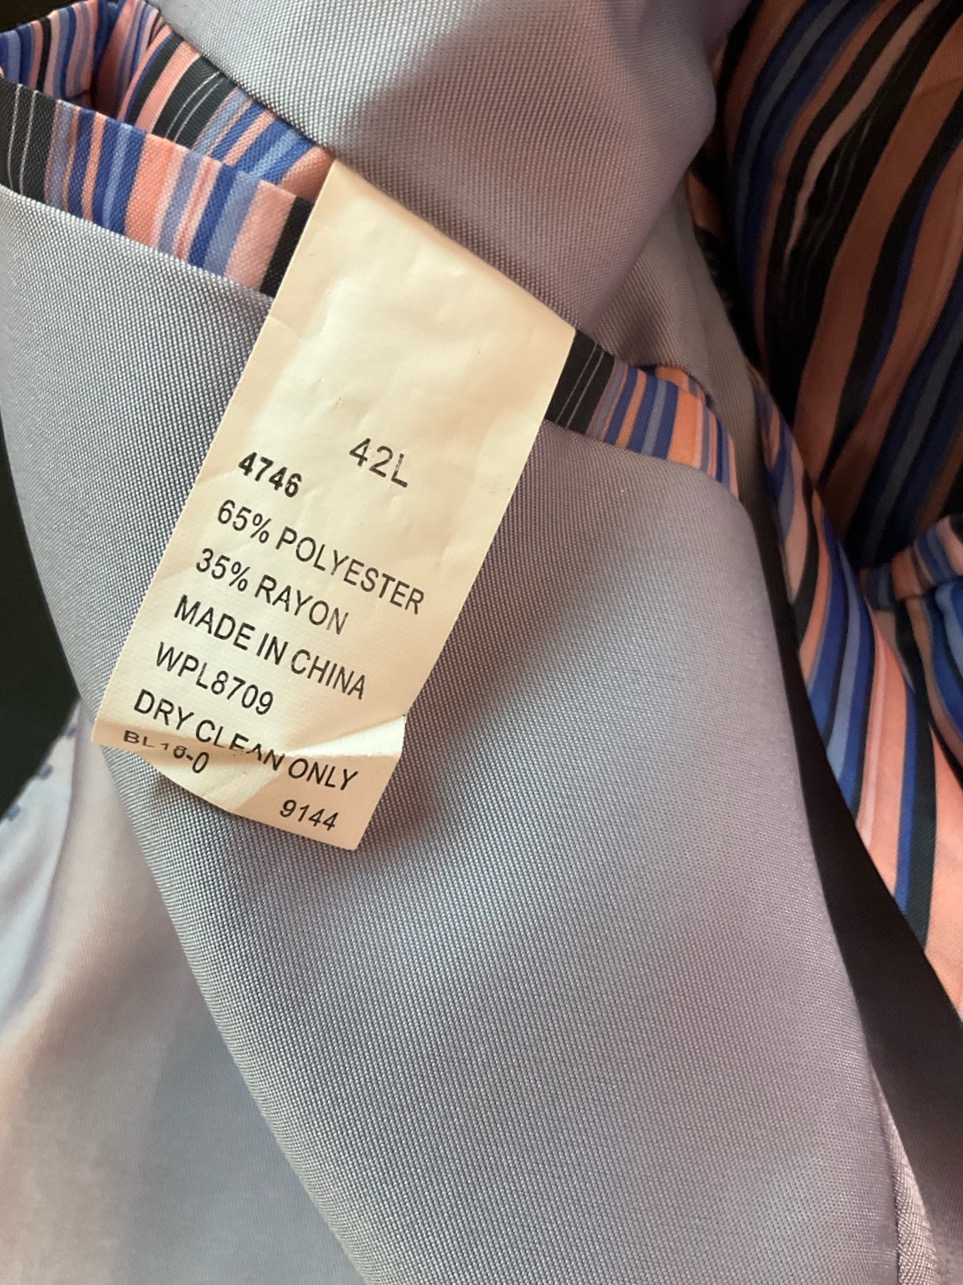 42L
4746
65% POLYESTER
35% RAYON
MADE IN CHINA
WPL8709
DRY CLEAN ONLY
9144